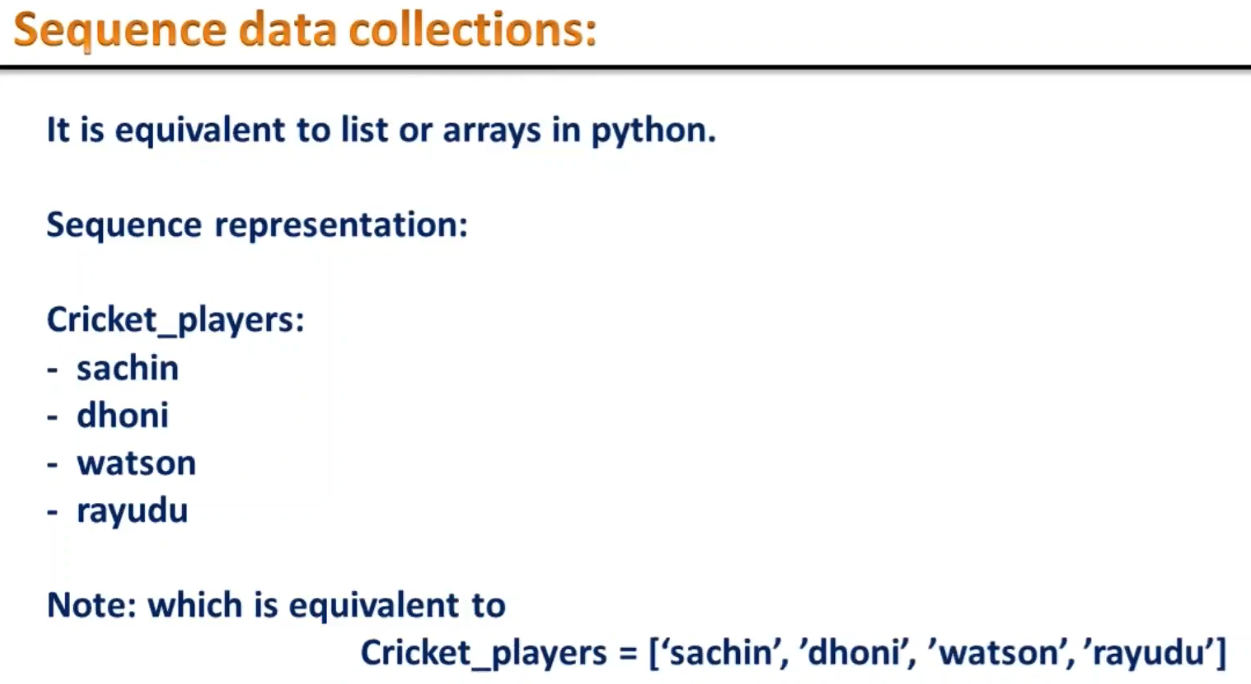 Sequence data collections:
It is equivalent to list or arrays in python.
Sequence representation:
Cricket_players:
- sachin
- dhoni
- watson
- rayudu
Note: which is equivalent to
Cricket_players = [‘sachin’, ’dhoni’, ’watson’, ’rayudu’]